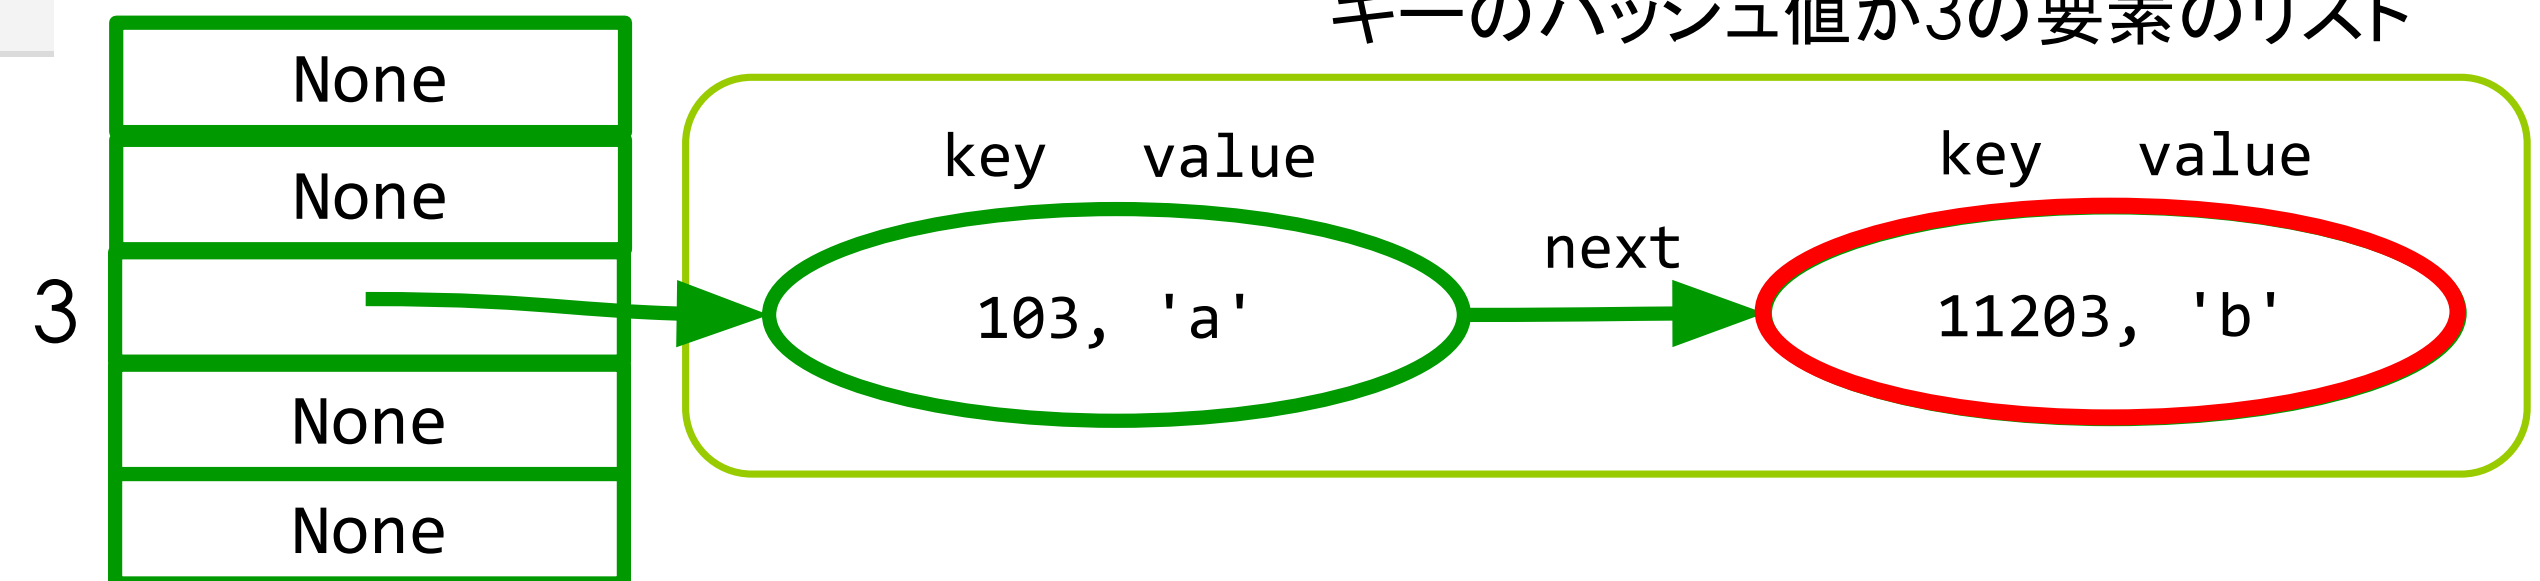 キーのハッシュ値が3の要素のリスト
None
None
3
None
None
key value
103, 'a'
next
key value
11203, 'b'